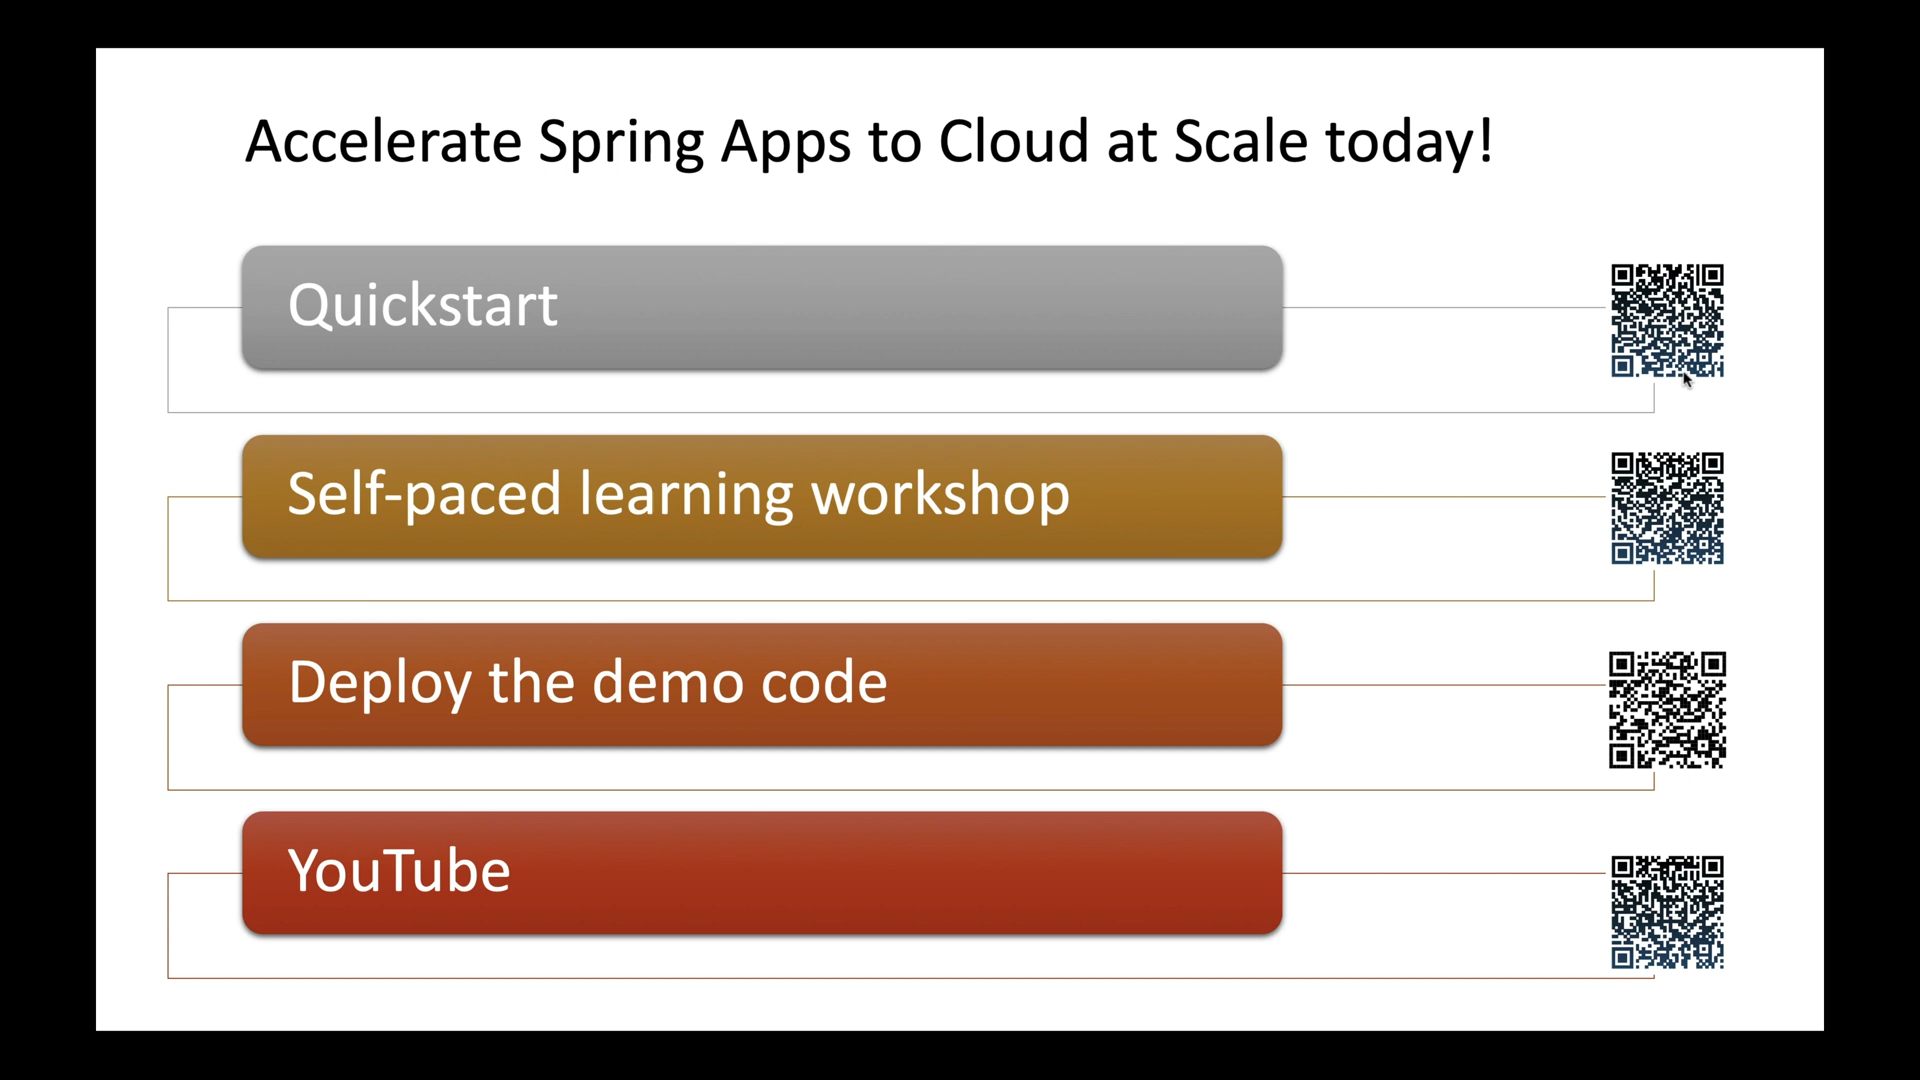 Accelerate Spring Apps to Cloud at Scale today!
Quickstart
Self-paced learning workshop
Deploy the demo code
YouTube